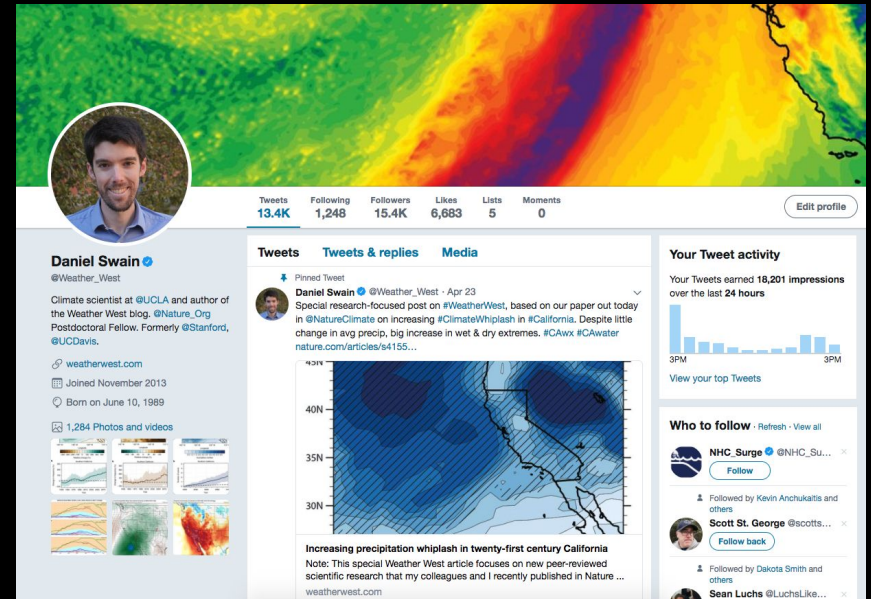 Tweets Following Followers Likes Lists Moments
13.4K 1,248 15.4K 6,683 5 0
Edit profile
Daniel Swain
@Weather_West
Climate scientist at @UCLA and author of
the Weather West blog. @Nature_Org
Postdoctoral Fellow. Formerly @Stanford,
@UCDavis.
weatherwest.com
Joined November 2013
Born on June 10, 1989
1,284 Photos and videos
Tweets Tweets & replies Media
Pinned Tweet
Daniel Swain @Weather_West · Apr 23
Special research-focused post on #WeatherWest, based on our paper out today
in @NatureClimate on increasing #ClimateWhiplash in #California. Despite little
change in avg precip, big increase in wet & dry extremes. #CAwx #CAwater
nature.com/articles/s4155…
45N
40N
35N
30N
Increasing precipitation whiplash in twenty-first century California
Note: This special Weather West article focuses on new peer-reviewed
scientific research that my colleagues and I recently published in Nature ...
weatherwest.com
Your Tweet activity
Your Tweets earned 18,201 impressions
over the last 24 hours
3PM 3PM
View your top Tweets
Who to follow · Refresh · View all
NHC_Surge @NHC_Su...
Follow
Followed by Kevin Anchukaitis and
others
Scott St. George @scotts...
Follow back
Followed by Dakota Smith and
others
Sean Luchs @LuchsLike...